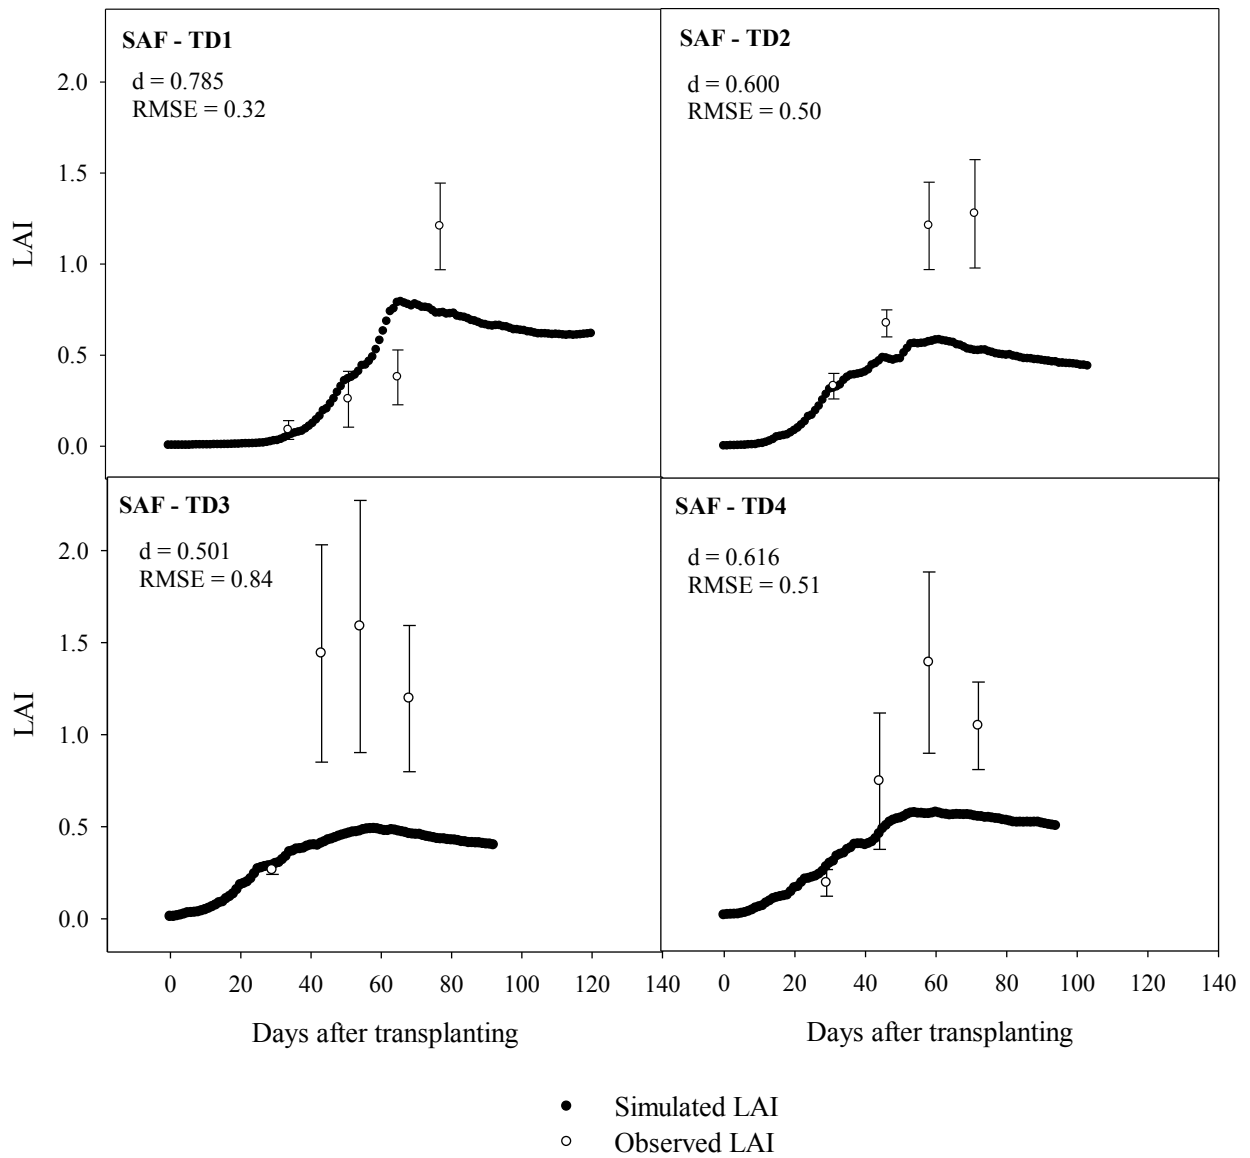 SAF - TD1
d = 0.785
RMSE = 0.32
SAF - TD2
d = 0.600
RMSE = 0.50
2.0
1.5
1.0
0.5
0.0
LAI
SAF - TD3
d = 0.501
RMSE = 0.84
SAF - TD4
d = 0.616
RMSE = 0.51
2.0
1.5
1.0
0.5
0.0
LAI
0 20 40 60 80 100 120 140
0 20 40 60 80 100 120 140
Days after transplanting
Days after transplanting
Simulated LAI
Observed LAI